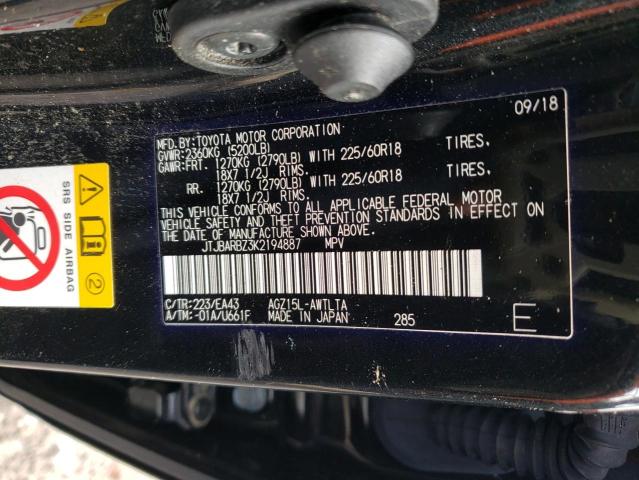 09/18
MFD.BY:TOYOTA MOTOR CORPORATION
GVWR:2360KG (5200LB)
GAWR:FRT. 1270KG (2790LB) WITH 225/60R18 TIRES.
18X7 1/2J RIMS.
RR. 1270KG (2790LB) WITH 225/60R18 TIRES.
18X7 1/2J RIMS.
THIS VEHICLE CONFORMS TO ALL APPLICABLE FEDERAL MOTOR
VEHICLE SAFETY AND THEFT PREVENTION STANDARDS IN EFFECT ON
THE DATE OF MANUFACTURE SHOWN ABOVE.
JTJBARBZ3K2194887 MPV
C/TR:223/EA43 AGZ15L-AWTLTA
A/TM:-01A/U661F MADE IN JAPAN 285 E
SRS SIDE AIRBAG
2